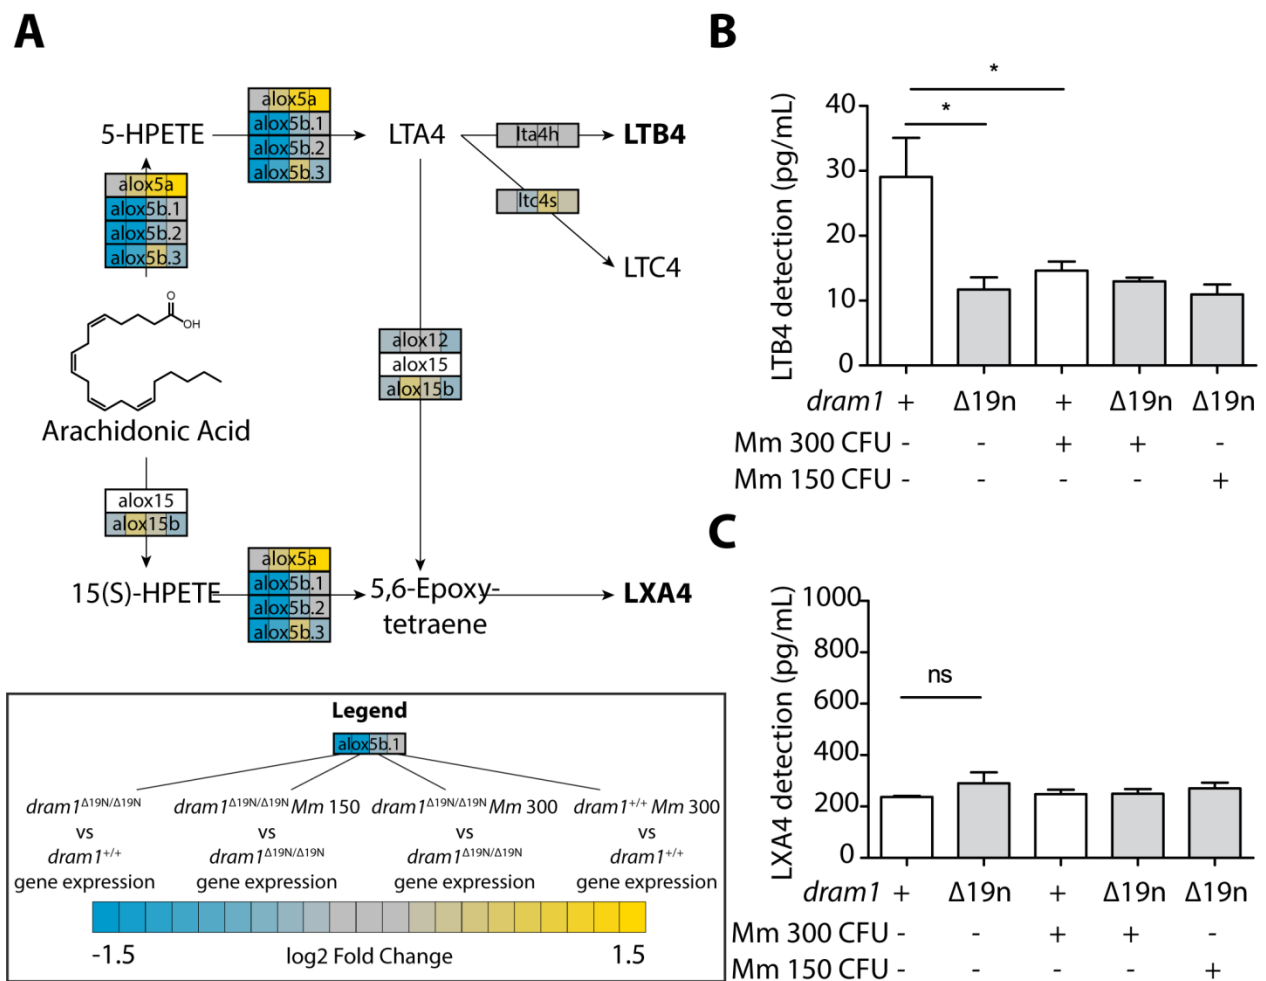 A
alox5a
alox5b.1
alox5b.2
alox5b.3
5-HPETE
LTA4
lta4h
LTB4
ltc4s
LTC4
alox5a
alox5b.1
alox5b.2
alox5b.3
O
OH
Arachidonic Acid
alox12
alox15
alox15b
alox15
alox15b
15(S)-HPETE
alox5a
alox5b.1
alox5b.2
alox5b.3
5,6-Epoxy-
tetraene
LXA4
Legend
alox5b.1
dram1Δ19N/Δ19N
vs
dram1+/+
gene expression
dram1Δ19N/Δ19N Mm 150
vs
dram1Δ19N/Δ19N
gene expression
dram1Δ19N/Δ19N Mm 300
vs
dram1Δ19N/Δ19N
gene expression
dram1+/+ Mm 300
vs
dram1+/+
gene expression
-1.5 log2 Fold Change 1.5
B
LTB4 detection (pg/mL)
40
30
20
10
0
*
*
dram1 + Δ19n + Δ19n Δ19n
Mm 300 CFU - - + + -
Mm 150 CFU - - - - +
C
LXA4 detection (pg/mL)
1000
800
600
400
200
0
ns
dram1 + Δ19n + Δ19n Δ19n
Mm 300 CFU - - + + -
Mm 150 CFU - - - - +